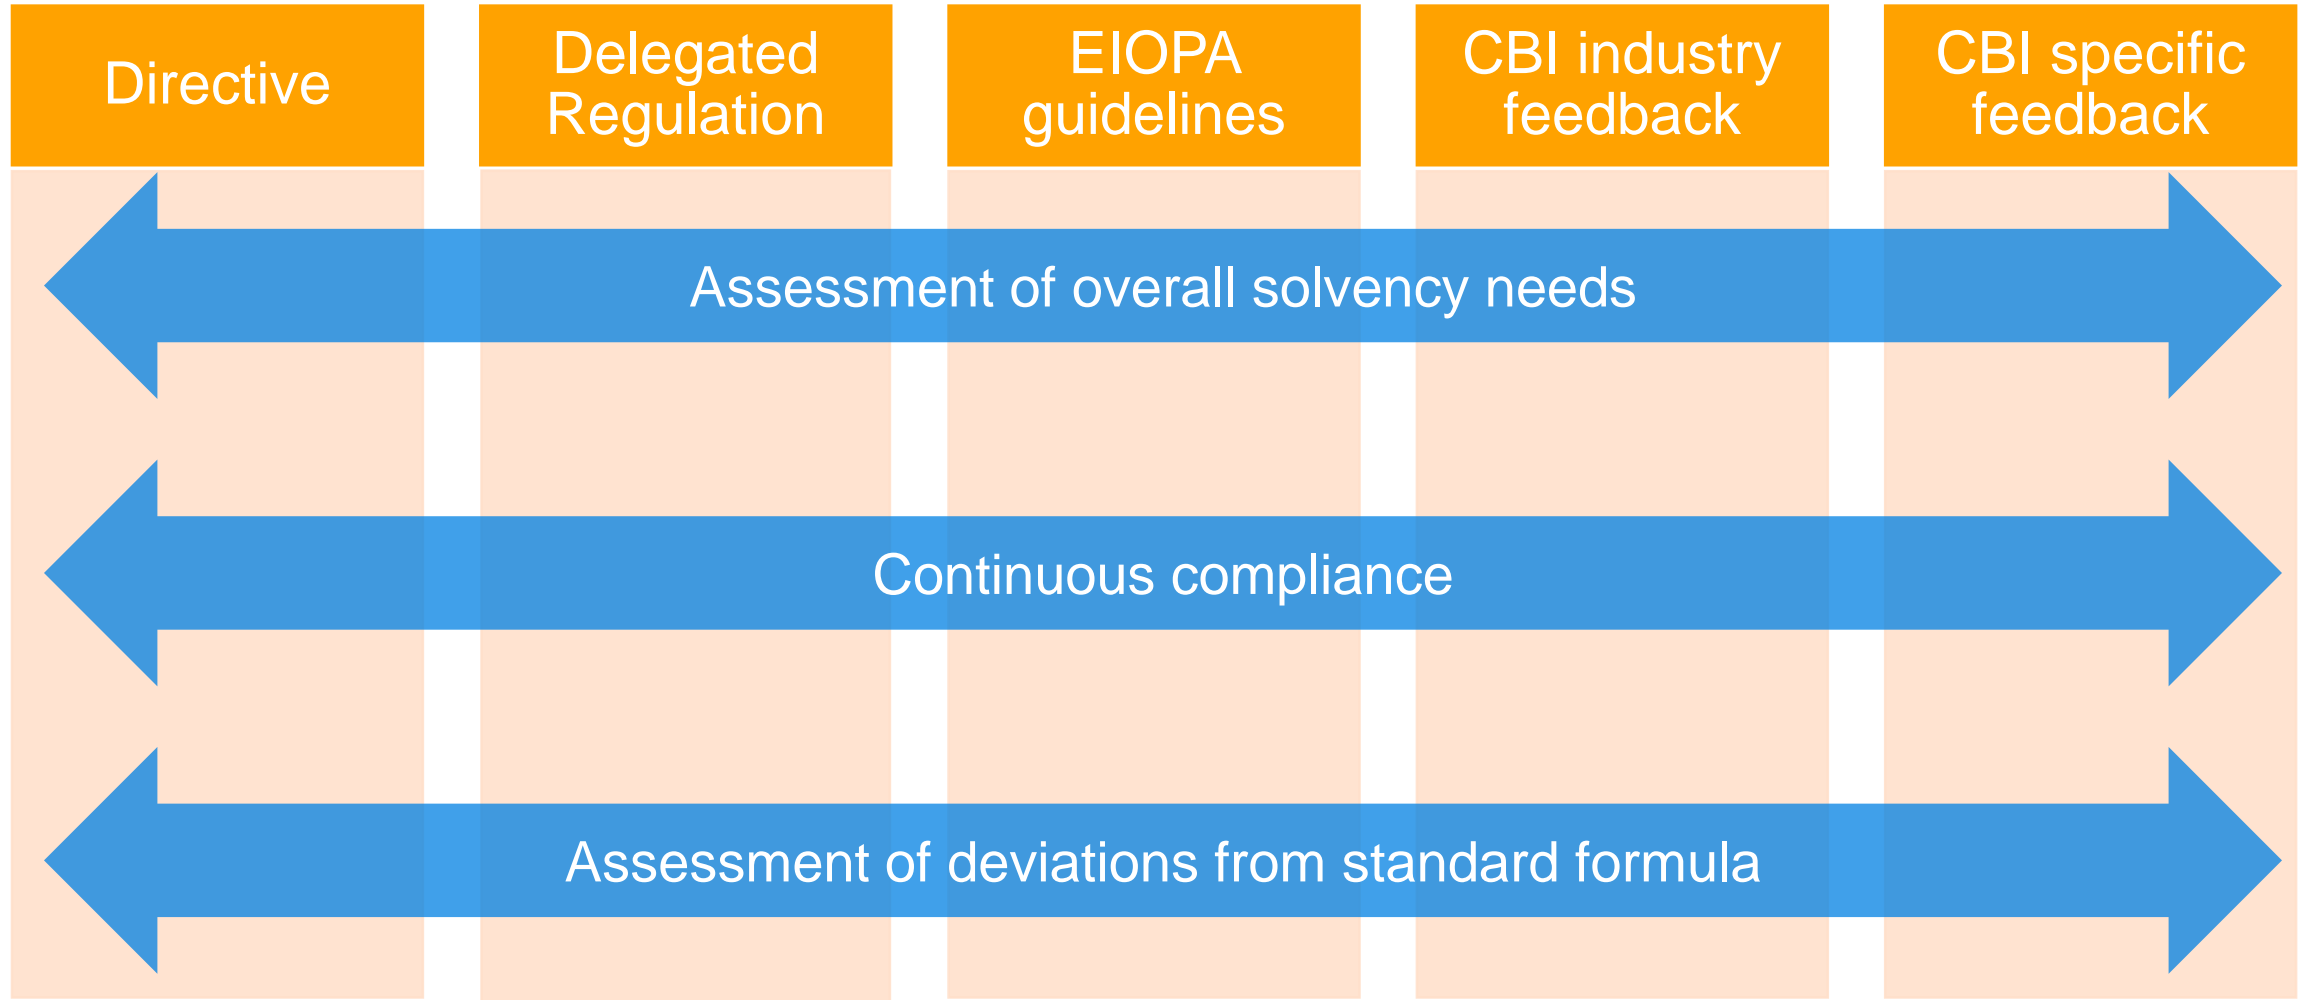 Directive
Delegated
Regulation
EIOPA
guidelines
CBI industry
feedback
CBI specific
feedback
Assessment of overall solvency needs
Continuous compliance
Assessment of deviations from standard formula